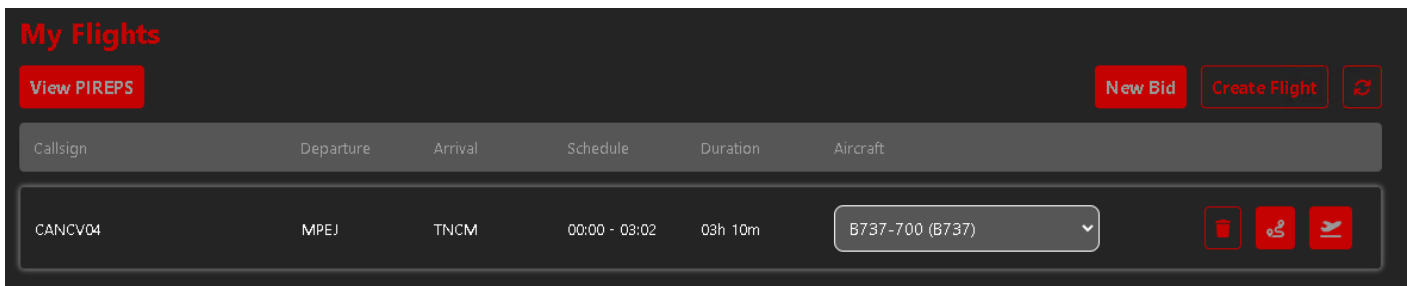 My Flights
View PIREPS New Bid Create Flight
Callsign Departure Arrival Schedule Duration Aircraft
CANCV04 MPEJ TNCM 00:00 - 03:02 03h 10m B737-700 (B737)